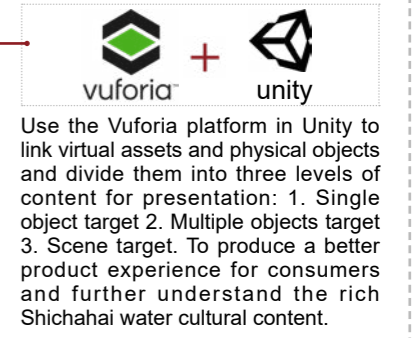 vuforia™ + unity
Use the Vuforia platform in Unity to
link virtual assets and physical objects
and divide them into three levels of
content for presentation: 1. Single
object target 2. Multiple objects target
3. Scene target. To produce a better
product experience for consumers
and further understand the rich
Shichahai water cultural content.